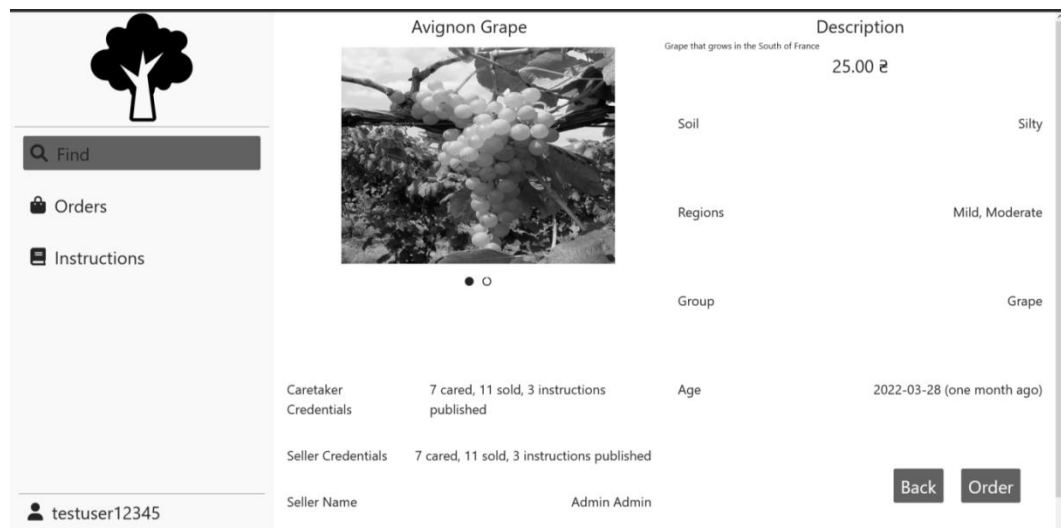 Find
Orders
Instructions
testuser12345
Avignon Grape
Caretaker Credentials
7 cared, 11 sold, 3 instructions published
Seller Credentials
7 cared, 11 sold, 3 instructions published
Seller Name
Admin Admin
Description
Grape that grows in the South of France
25.00 ₴
Soil
Silty
Regions
Mild, Moderate
Group
Grape
Age
2022-03-28 (one month ago)
Back
Order